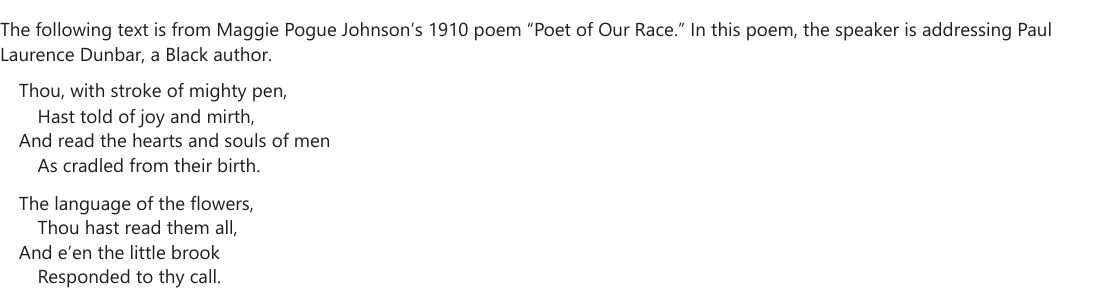 The following text is from Maggie Pogue Johnson’s 1910 poem “Poet of Our Race.” In this poem, the speaker is addressing Paul
Laurence Dunbar, a Black author.
Thou, with stroke of mighty pen,
Hast told of joy and mirth,
And read the hearts and souls of men
As cradled from their birth.
The language of the flowers,
Thou hast read them all,
And e’en the little brook
Responded to thy call.